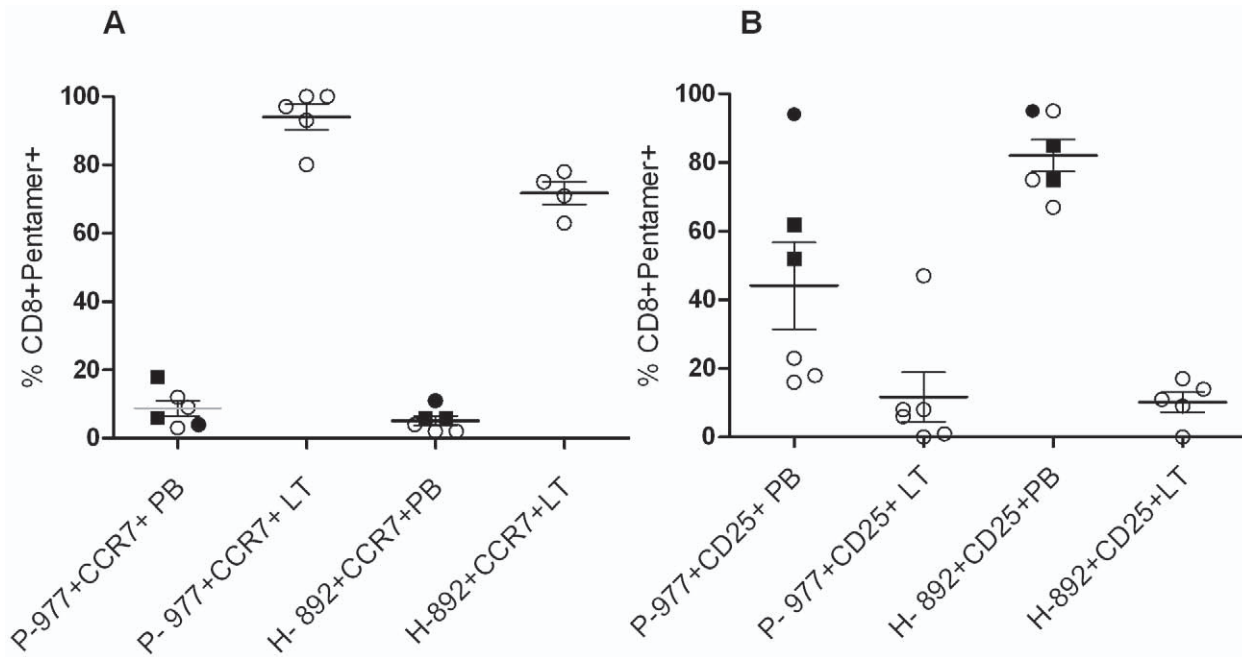 A
% CD8+Pentamer+
100
80
60
40
20
0
P-977+CCR7+ PB
P- 977+CCR7+ LT
H- 892+CCR7+PB
H-892+CCR7+LT
B
% CD8+Pentamer+
100
80
60
40
20
0
P-977+CD25+ PB
P- 977+CD25+ LT
H- 892+CD25+PB
H-892+CD25+LT